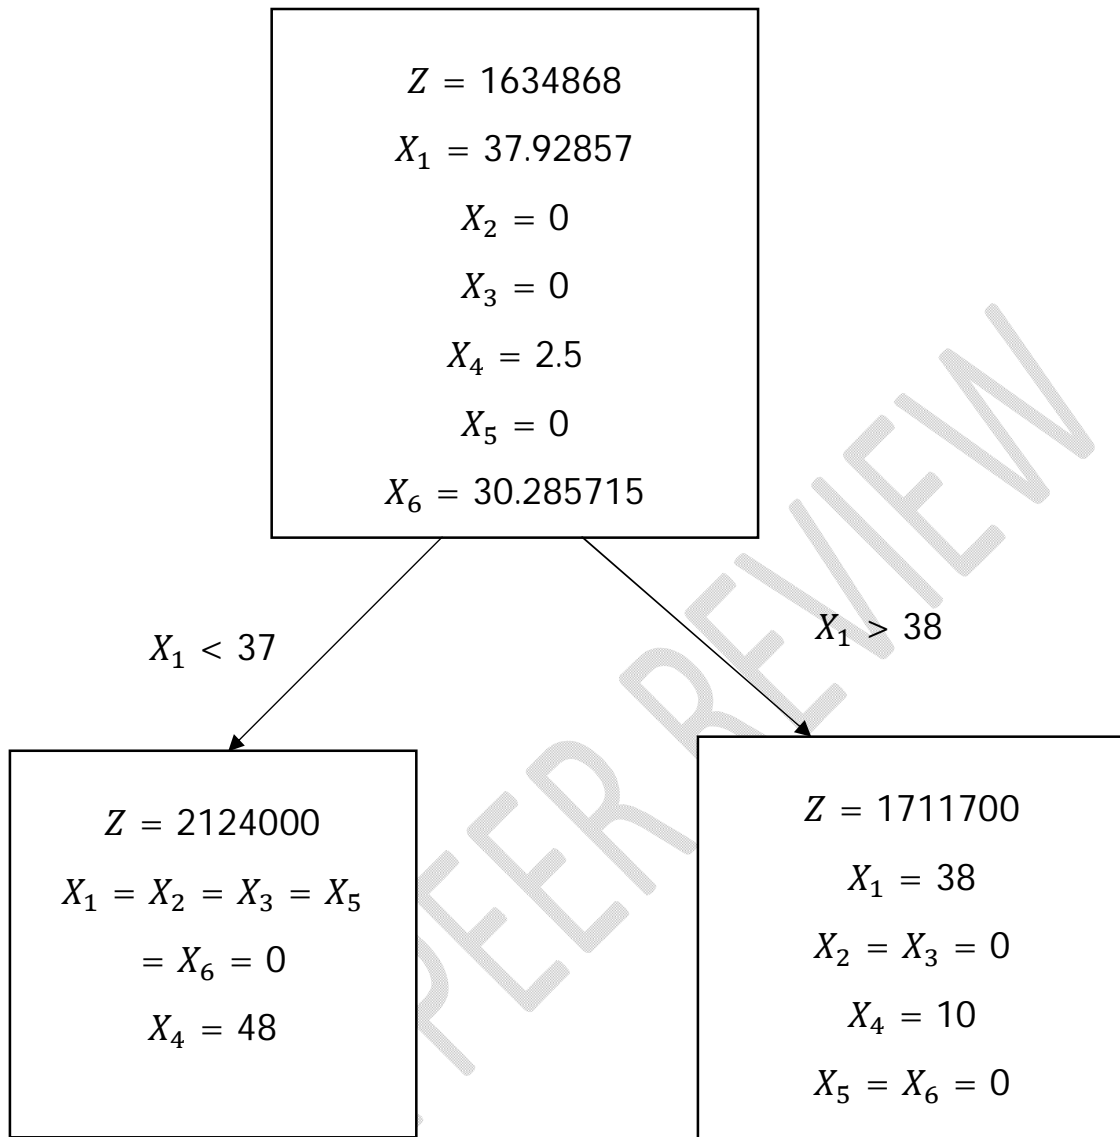 Z = 1634868
X₁ = 37.92857
X₂ = 0
X₃ = 0
X₄ = 2.5
X₅ = 0
X₆ = 30.285715
X₁ < 37
X₁ > 38
Z = 2124000
X₁ = X₂ = X₃ = X₅
= X₆ = 0
X₄ = 48
Z = 1711700
X₁ = 38
X₂ = X₃ = 0
X₄ = 10
X₅ = X₆ = 0
PEER REVIEW